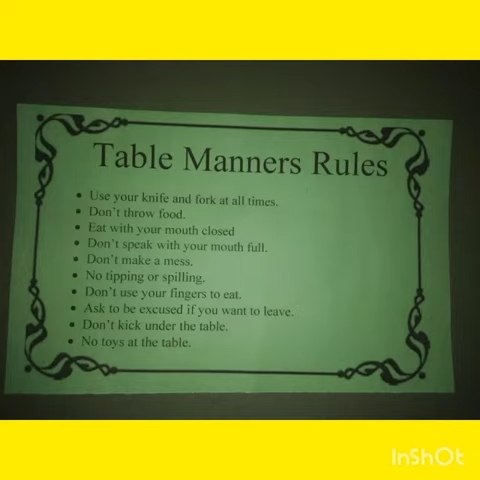 Table Manners Rules
• Use your knife and fork at all times.
• Don't throw food.
• Eat with your mouth closed
• Don't speak with your mouth full.
• Don't make a mess.
• No tipping or spilling.
• Don't use your fingers to eat.
• Ask to be excused if you want to leave.
• Don't kick under the table.
• No toys at the table.
InShOt